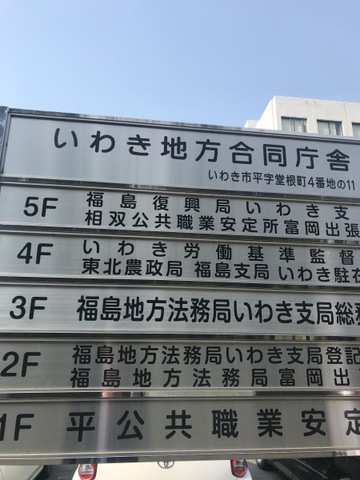 いわき地方合同庁舎
いわき市平字堂根町4番地の11
5F 福島復興局いわき支
相双公共職業安定所富岡出張
4F いわき労働基準監督
東北農政局 福島支局 いわき駐在
3F 福島地方法務局いわき支局総務
2F 福島地方法務局いわき支局登記
福島地方法務局富岡出
1F 平公共職業安定